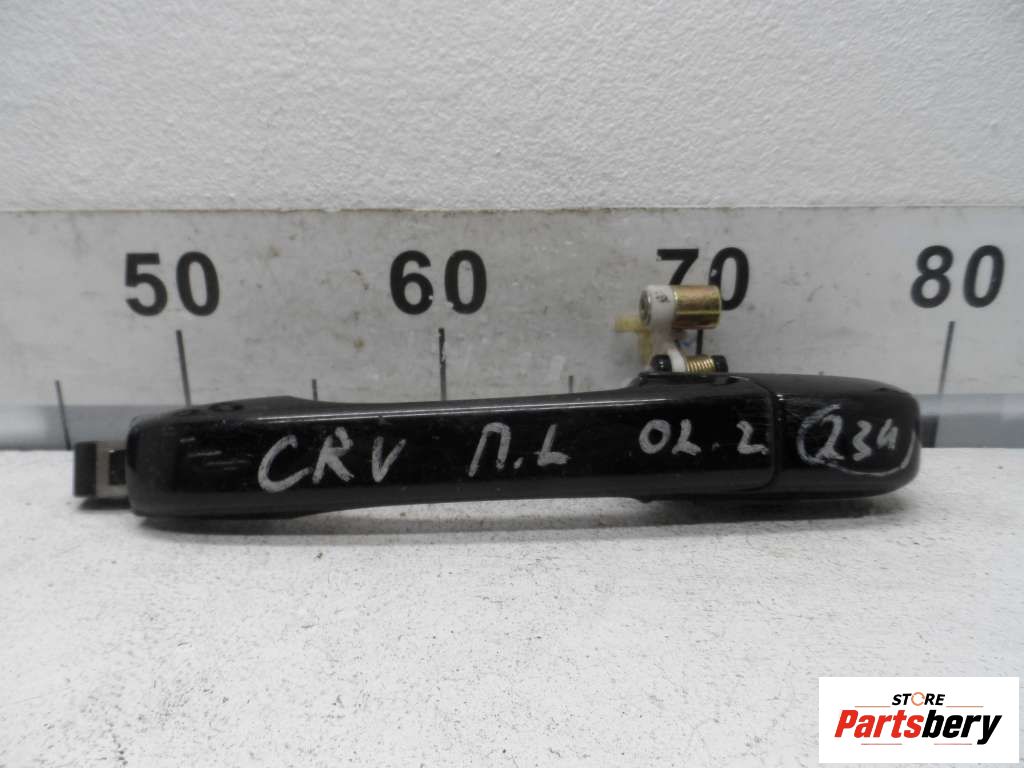 50 60 70 80
CRV П.L 02.2 234
STORE
Partsbery